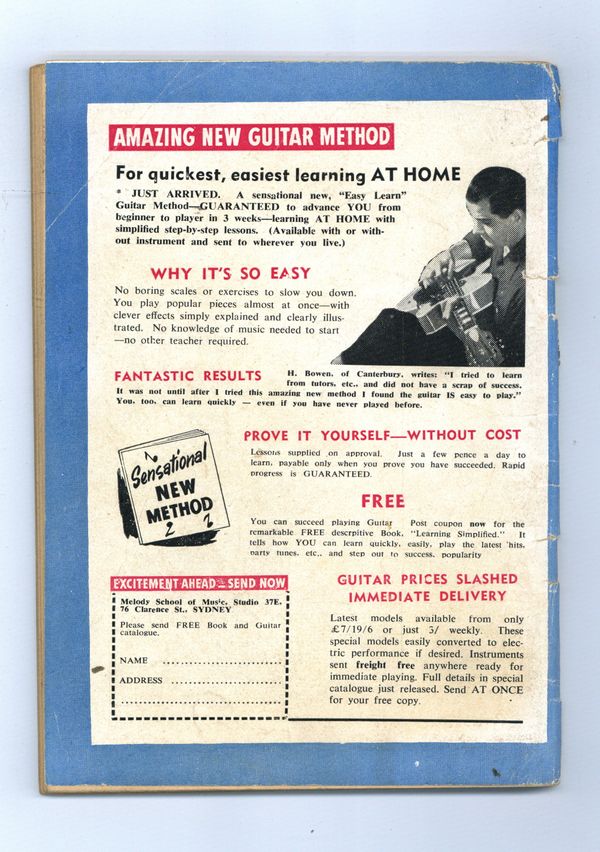 AMAZING NEW GUITAR METHOD
For quickest, easiest learning AT HOME
* JUST ARRIVED. A sensational new, "Easy Learn"
Guitar Method—GUARANTEED to advance YOU from
beginner to player in 3 weeks—learning AT HOME with
simplified step-by-step lessons. (Available with or with-
out instrument and sent to wherever you live.)
WHY IT'S SO EASY
No boring scales or exercises to slow you down.
You play popular pieces almost at once—with
clever effects simply explained and clearly illus-
trated. No knowledge of music needed to start
—no other teacher required.
FANTASTIC RESULTS
H. Bowen, of Canterbury, writes: "I tried to learn
from tutors, etc., and did not have a scrap of success.
It was not until after I tried this amazing new method I found the guitar IS easy to play."
You, too, can learn quickly — even if you have never played before.
Sensational
NEW
METHOD
PROVE IT YOURSELF—WITHOUT COST
Lessons supplied on approval. Just a few pence a day to
learn, payable only when you prove you have succeeded. Rapid
progress is GUARANTEED.
FREE
You can succeed playing Guitar Post coupon now for the
remarkable FREE descrpitive Book, "Learning Simplified." It
tells how YOU can learn quickly, easily, play the latest hits,
party tunes, etc., and step out to success, popularity
EXCITEMENT AHEAD — SEND NOW
Melody School of Music, Studio 37E,
76 Clarence St., SYDNEY
Please send FREE Book and Guitar
catalogue.
NAME
ADDRESS
GUITAR PRICES SLASHED
IMMEDIATE DELIVERY
Latest models available from only
£7/19/6 or just 3/ weekly. These
special models easily converted to elec-
tric performance if desired. Instruments
sent freight free anywhere ready for
immediate playing. Full details in special
catalogue just released. Send AT ONCE
for your free copy.